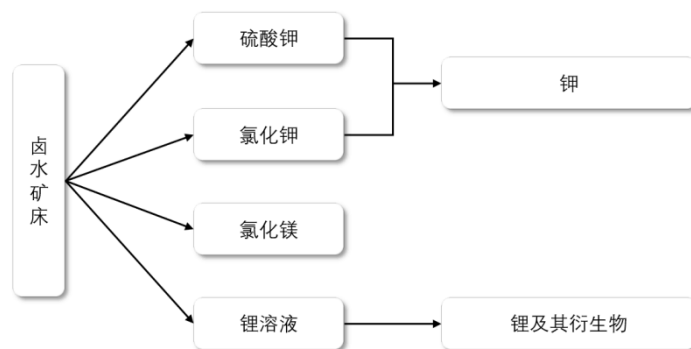 卤水矿床
硫酸钾
氯化钾
氯化镁
锂溶液
钾
锂及其衍生物